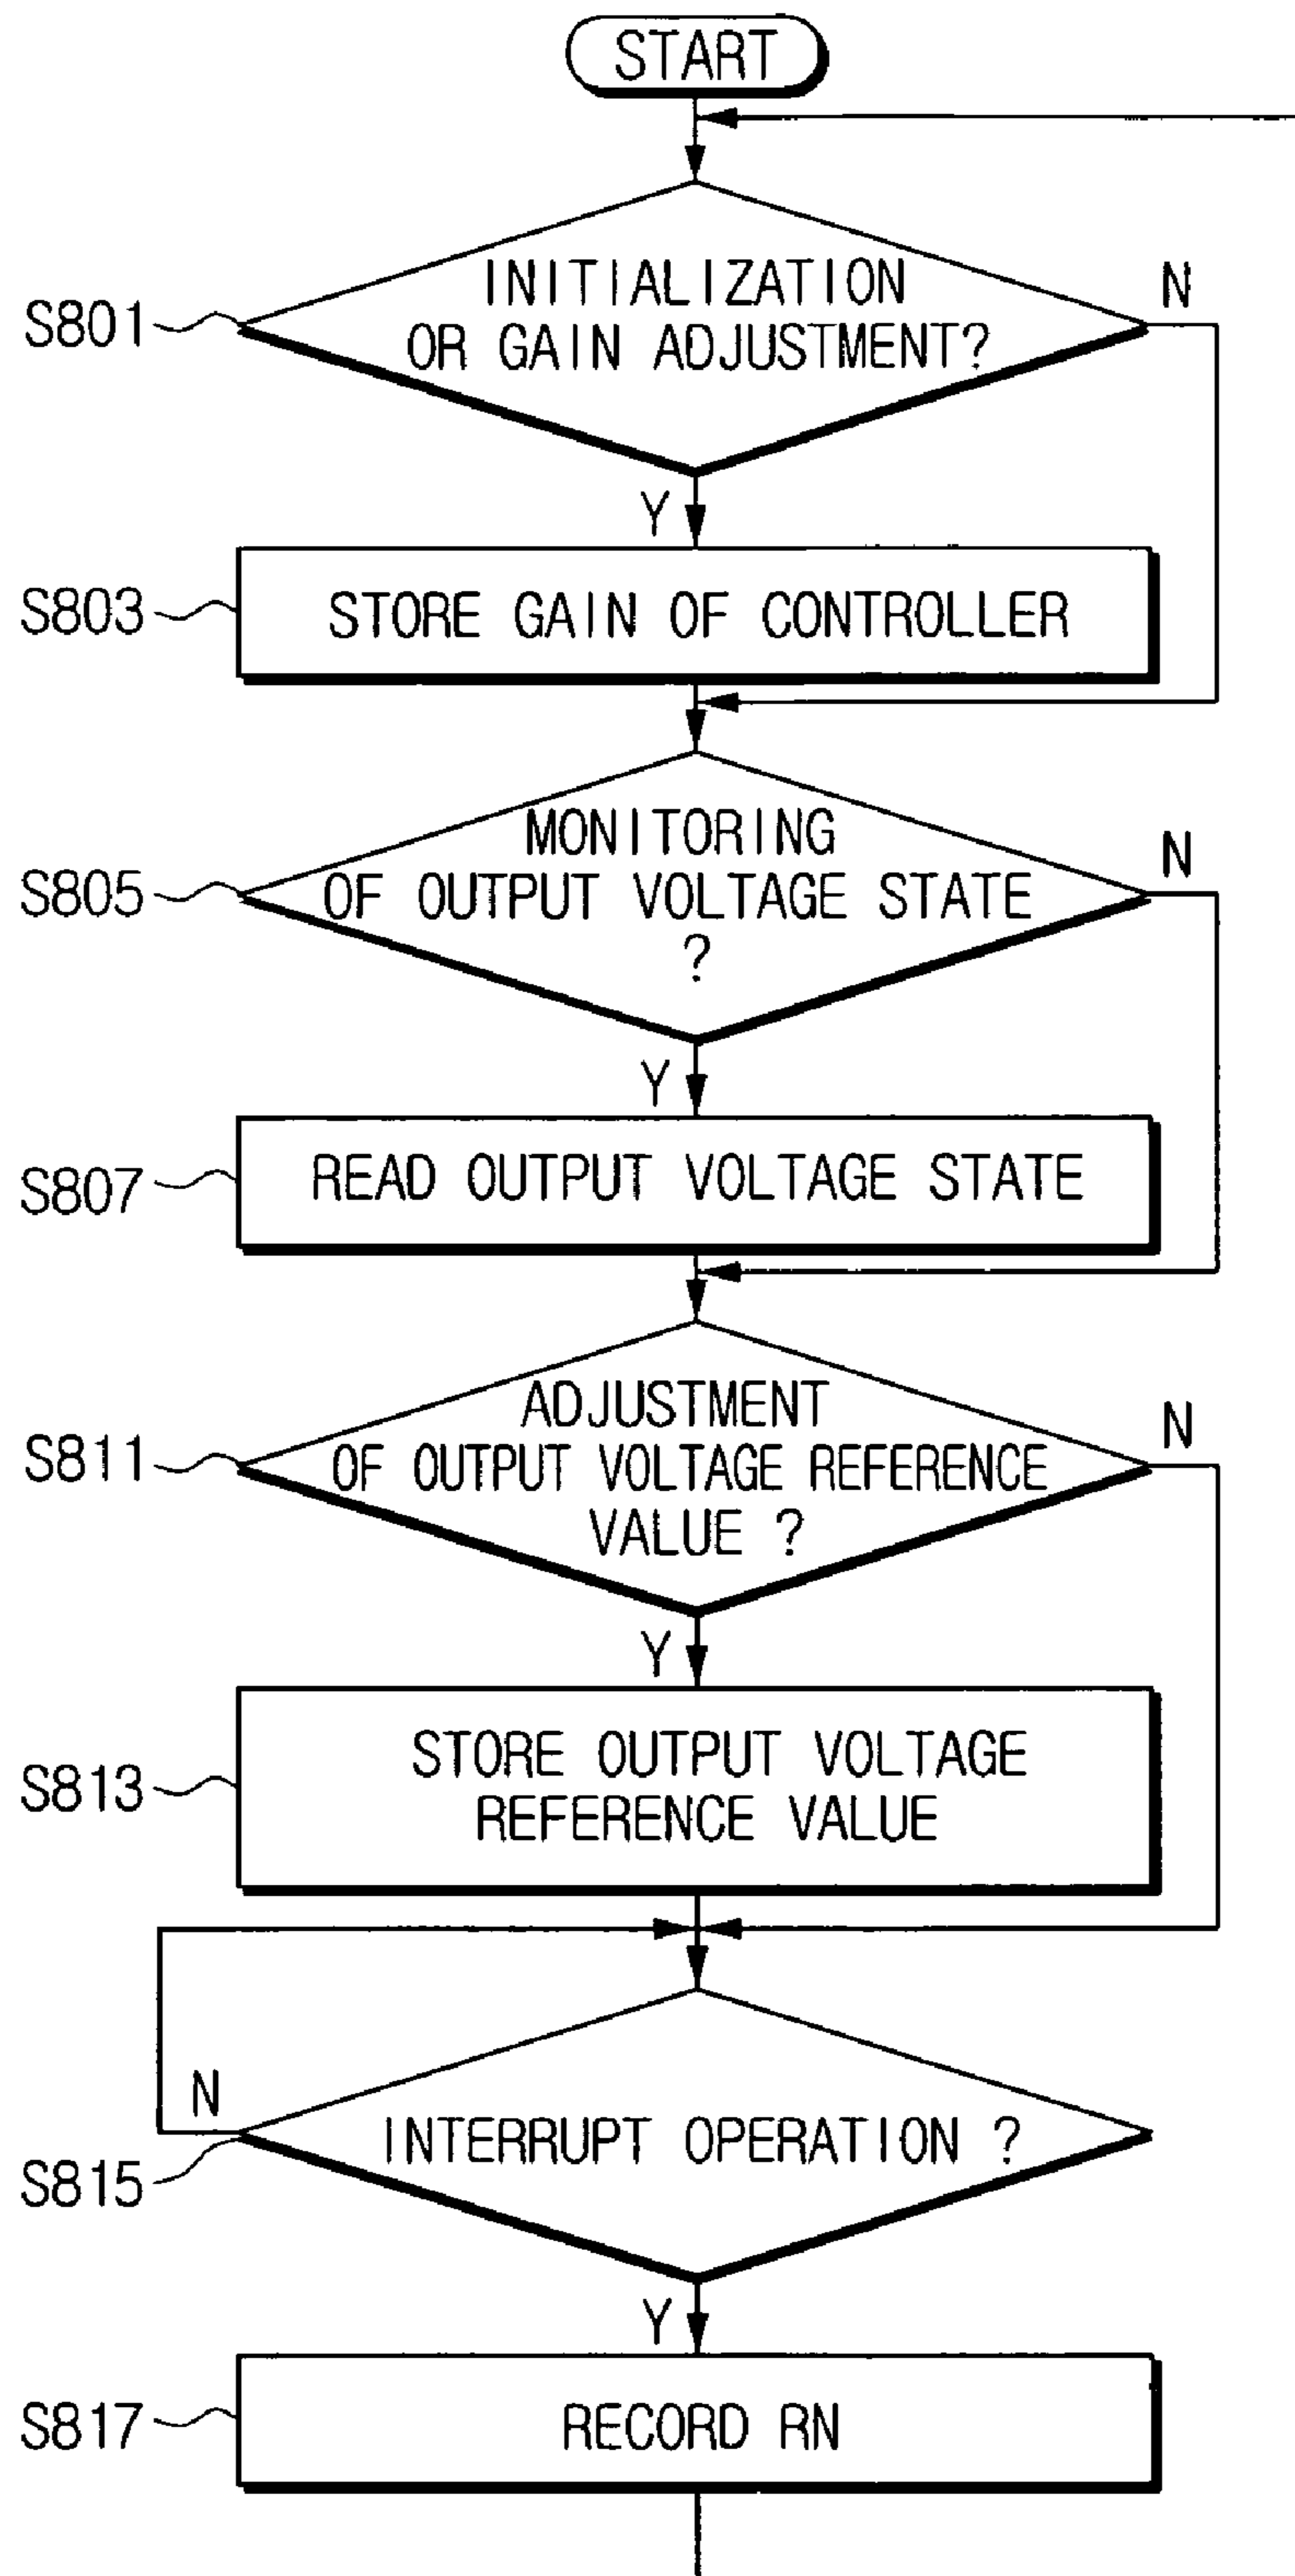 START
INITIALIZATION
OR GAIN ADJUSTMENT?
N
S801
Y
S803
STORE GAIN OF CONTROLLER
MONITORING
OF OUTPUT VOLTAGE STATE
?
N
S805
Y
S807
READ OUTPUT VOLTAGE STATE
ADJUSTMENT
OF OUTPUT VOLTAGE REFERENCE
VALUE ?
N
S811
Y
S813
STORE OUTPUT VOLTAGE
REFERENCE VALUE
N
S815
INTERRUPT OPERATION ?
Y
S817
RECORD RN